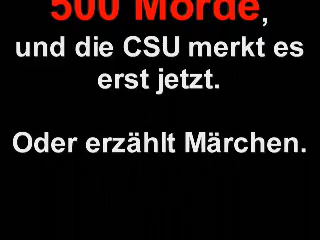 500 Morde,
und die CSU merkt es
erst jetzt.
Oder erzählt Märchen.